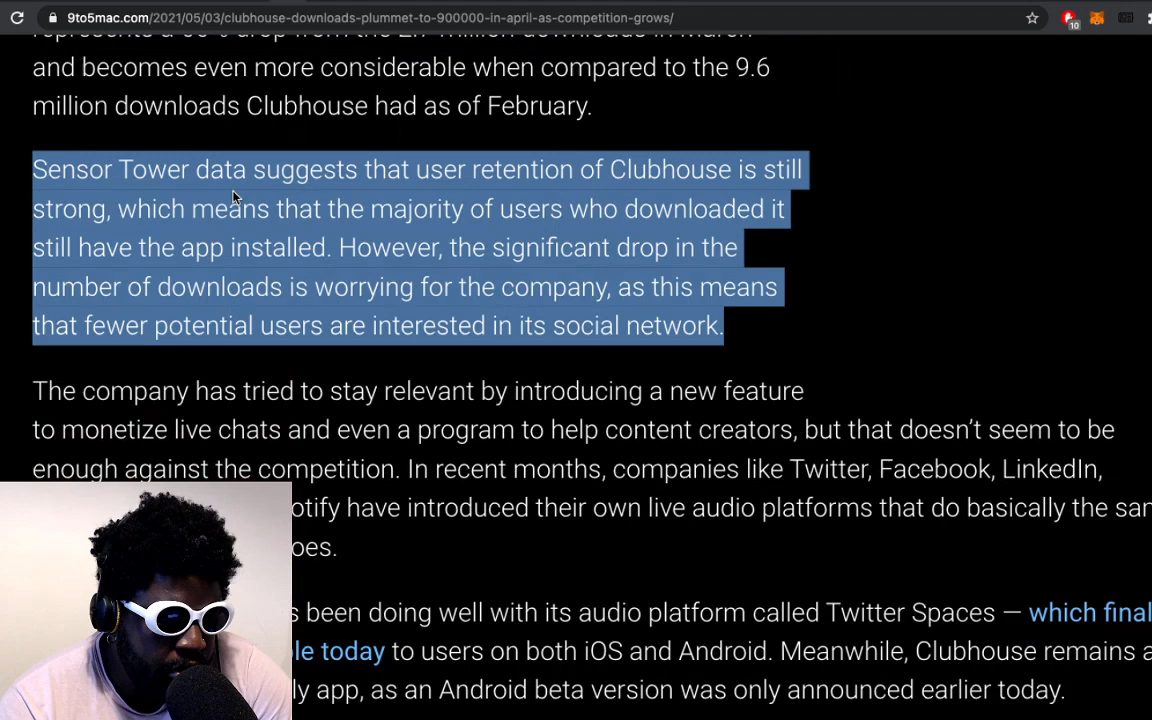 9to5mac.com/2021/05/03/clubhouse-downloads-plummet-to-900000-in-april-as-competition-grows/
10
and becomes even more considerable when compared to the 9.6
million downloads Clubhouse had as of February.
Sensor Tower data suggests that user retention of Clubhouse is still
strong, which means that the majority of users who downloaded it
still have the app installed. However, the significant drop in the
number of downloads is worrying for the company, as this means
that fewer potential users are interested in its social network.
The company has tried to stay relevant by introducing a new feature
to monetize live chats and even a program to help content creators, but that doesn’t seem to be
enough against the competition. In recent months, companies like Twitter, Facebook, LinkedIn,
otify have introduced their own live audio platforms that do basically the sam
oes.
s been doing well with its audio platform called Twitter Spaces — which final
le today to users on both iOS and Android. Meanwhile, Clubhouse remains a
ly app, as an Android beta version was only announced earlier today.